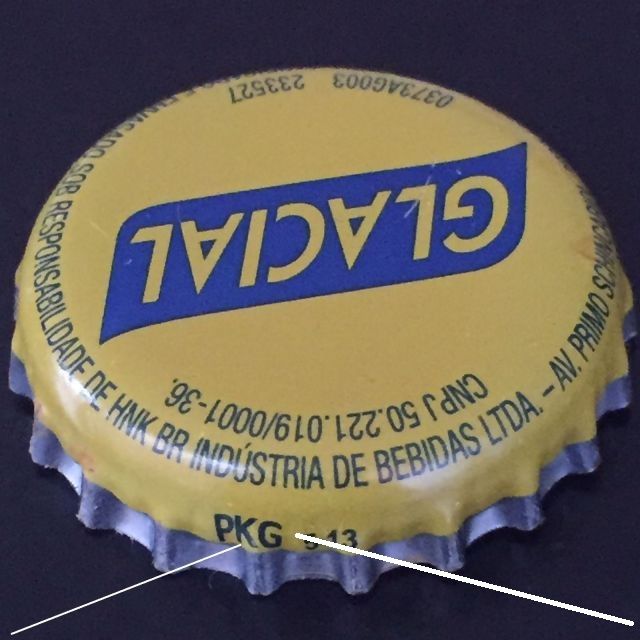 0373AG003 233527
GLACIAL
SOB RESPONSABILIDADE DE HNK BR INDÚSTRIA DE BEBIDAS LTDA. – AV. PRIMO
CNPJ 50.221.019/0001-36.
PKG 13